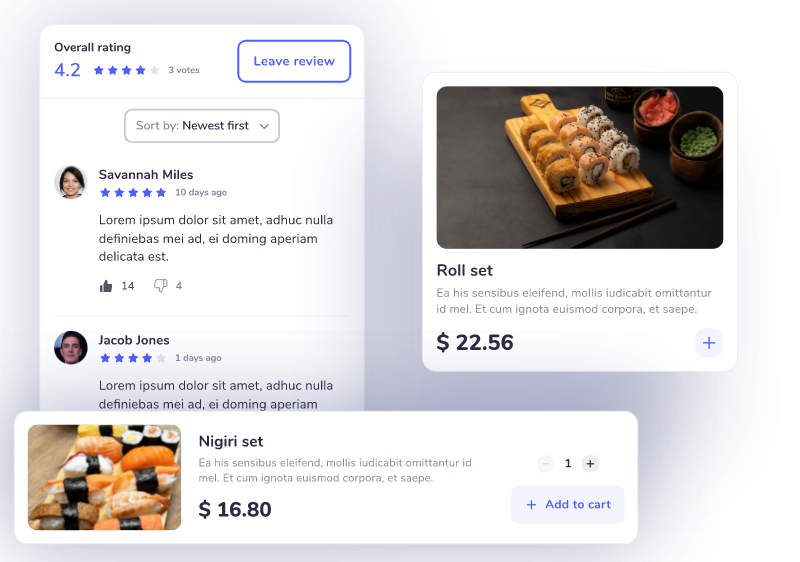 Overall rating
4.2 3 votes
Leave review
Sort by: Newest first
Savannah Miles
10 days ago
Lorem ipsum dolor sit amet, adhuc nulla
definiebas mei ad, ei doming aperiam
delicata est.
14 4
Jacob Jones
1 days ago
Lorem ipsum dolor sit amet, adhuc nulla
definiebas mei ad, ei doming aperiam
Roll set
Ea his sensibus eleifend, mollis iudicabit omittantur
id mel. Et cum ignota euismod corpora, et saepe.
$ 22.56
+
Nigiri set
Ea his sensibus eleifend, mollis iudicabit omittantur id
mel. Et cum ignota euismod corpora, et saepe.
$ 16.80
− 1 +
+ Add to cart